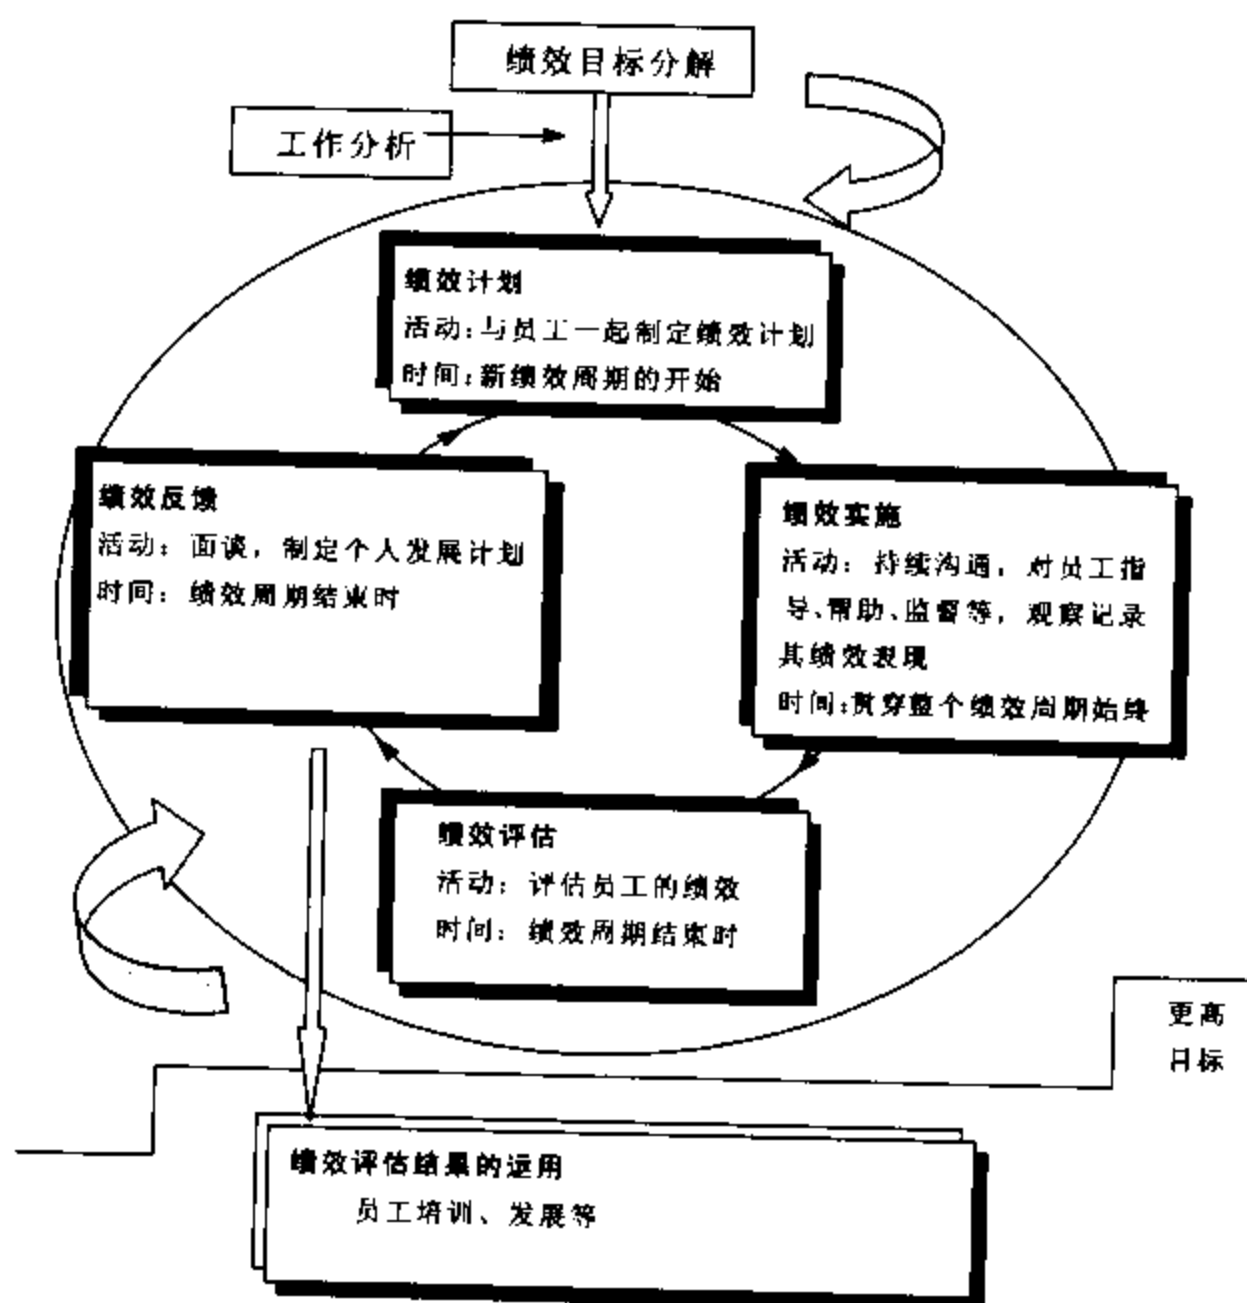 绩效目标分解
工作分析
绩效计划
活动：与员工一起制定绩效计划
时间：新绩效周期的开始
绩效反馈
活动：面谈，制定个人发展计划
时间：绩效周期结束时
绩效实施
活动：持续沟通，对员工指
导、帮助、监督等，观察记录
其绩效表现
时间：贯穿整个绩效周期始终
绩效评估
活动：评估员工的绩效
时间：绩效周期结束时
更高
目标
绩效评估结果的运用
员工培训、发展等